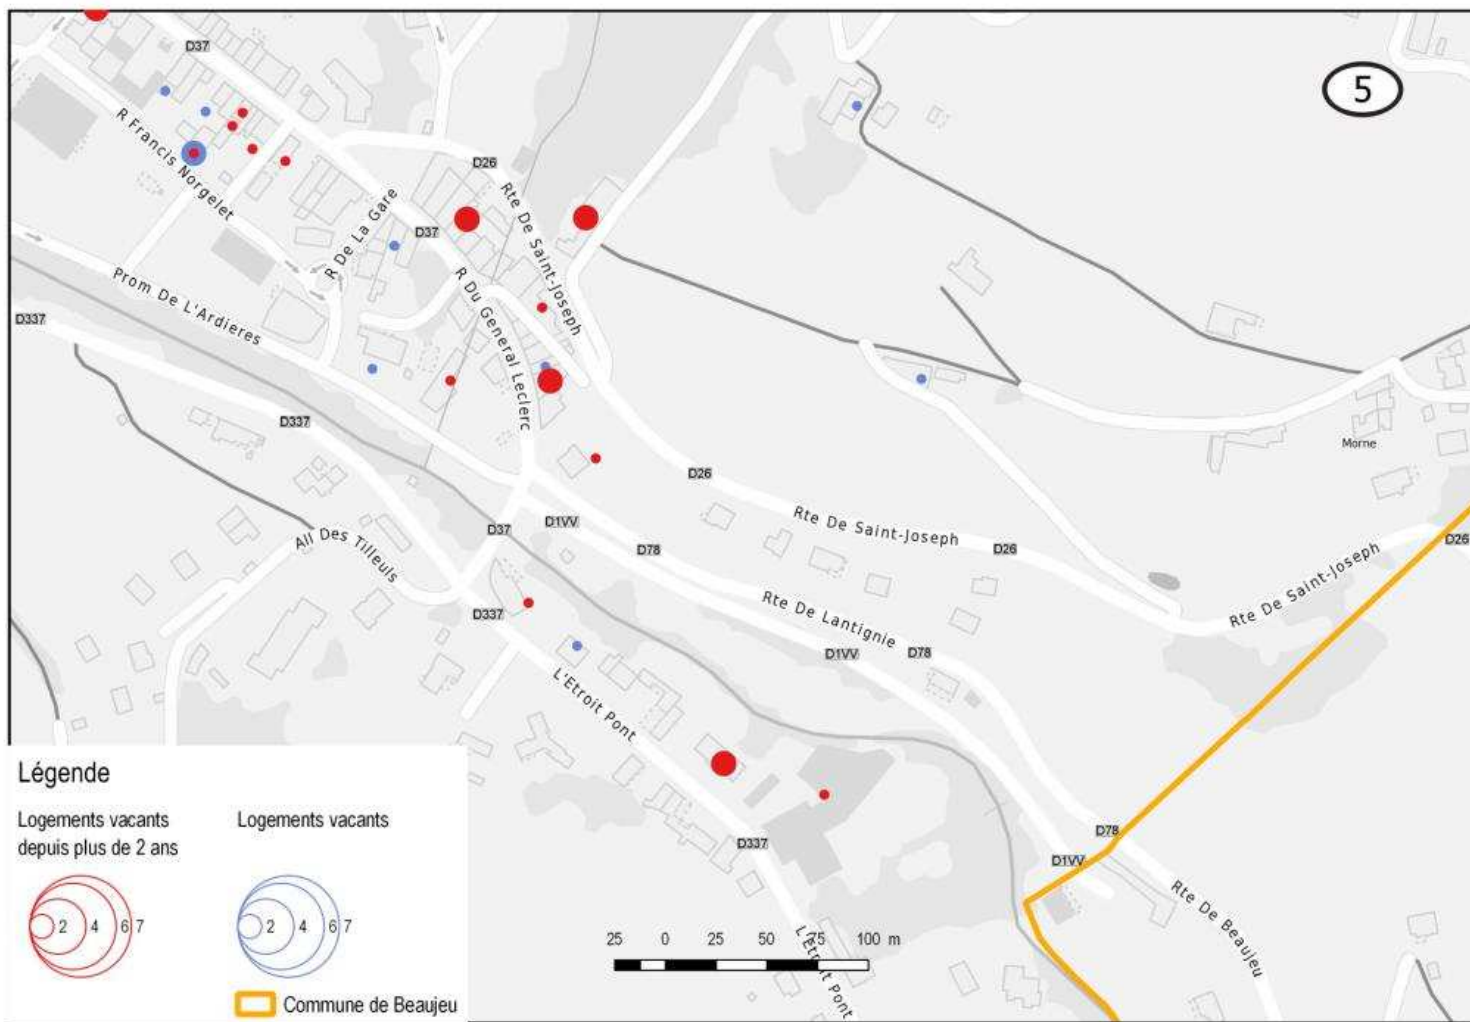 D37
5
R Francis Norgelet
D26
Rte De Saint-Joseph
R De La Gare
D37
Prom De L'Ardieres
R Du General Leclerc
D337
D337
Morne
D26
Rte De Saint-Joseph
D37
D1VV
D78
D26
Rte De Saint-Joseph
D26
All Des Tilleuls
D337
Rte De Lantignie
D1VV
D78
L'Etroit Pont
D337
D78
D1VV
Rte De Beaujeu
L'Etroit Pont
25 0 25 50 75 100 m
Légende
Logements vacants
depuis plus de 2 ans
Logements vacants
2 4 6 7
2 4 6 7
Commune de Beaujeu